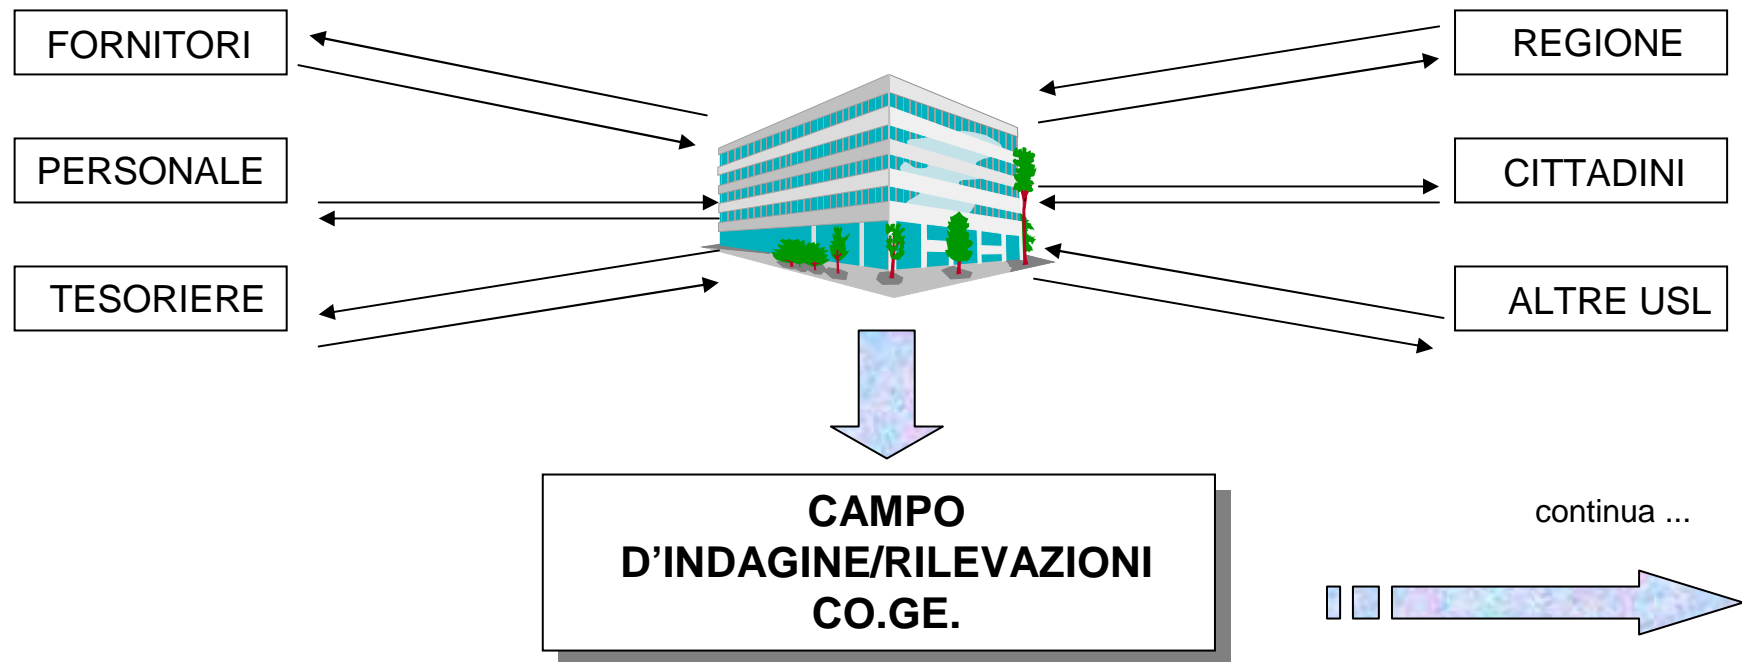 FORNITORI
REGIONE
PERSONALE
CITTADINI
TESORIERE
ALTRE USL
CAMPO
D’INDAGINE/RILEVAZIONI
CO.GE.
continua ...